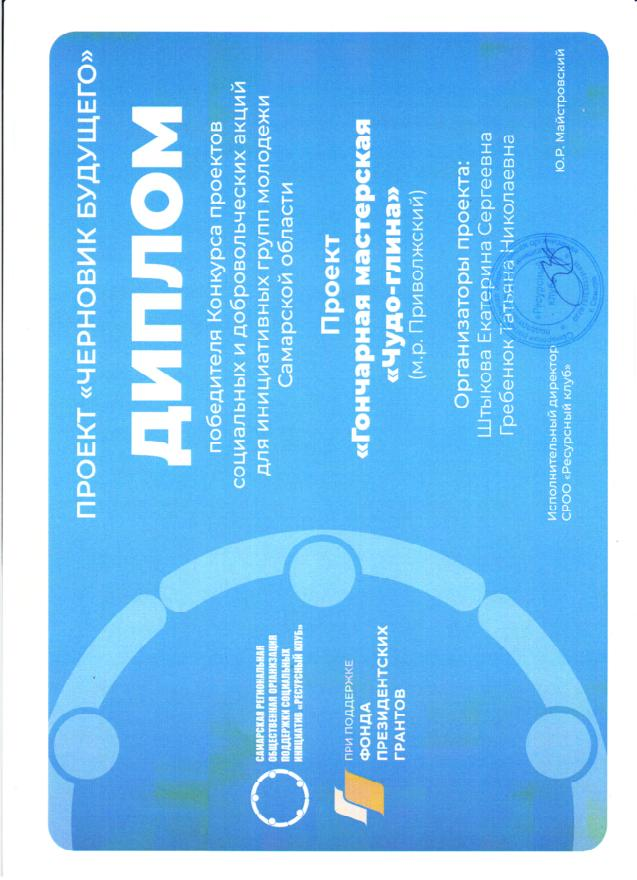 ПРОЕКТ «ЧЕРНОВИК БУДУЩЕГО»
ДИПЛОМ
победителя Конкурса проектов
социальных и добровольческих акций
для инициативных групп молодежи
Самарской области
Проект
«Гончарная мастерская
«Чудо-глина»
(м.р. Приволжский)
Организаторы проекта:
Штыкова Екатерина Сергеевна
Гребенюк Татьяна Николаевна
Исполнительный директор
СРОО «Ресурсный клуб»
Ю.Р. Майстровский
САМАРСКАЯ РЕГИОНАЛЬНАЯ
ОБЩЕСТВЕННАЯ ОРГАНИЗАЦИЯ
ПОДДЕРЖКИ СОЦИАЛЬНЫХ
ИНИЦИАТИВ «РЕСУРСНЫЙ КЛУБ»
ПРИ ПОДДЕРЖКЕ
ФОНДА
ПРЕЗИДЕНТСКИХ
ГРАНТОВ